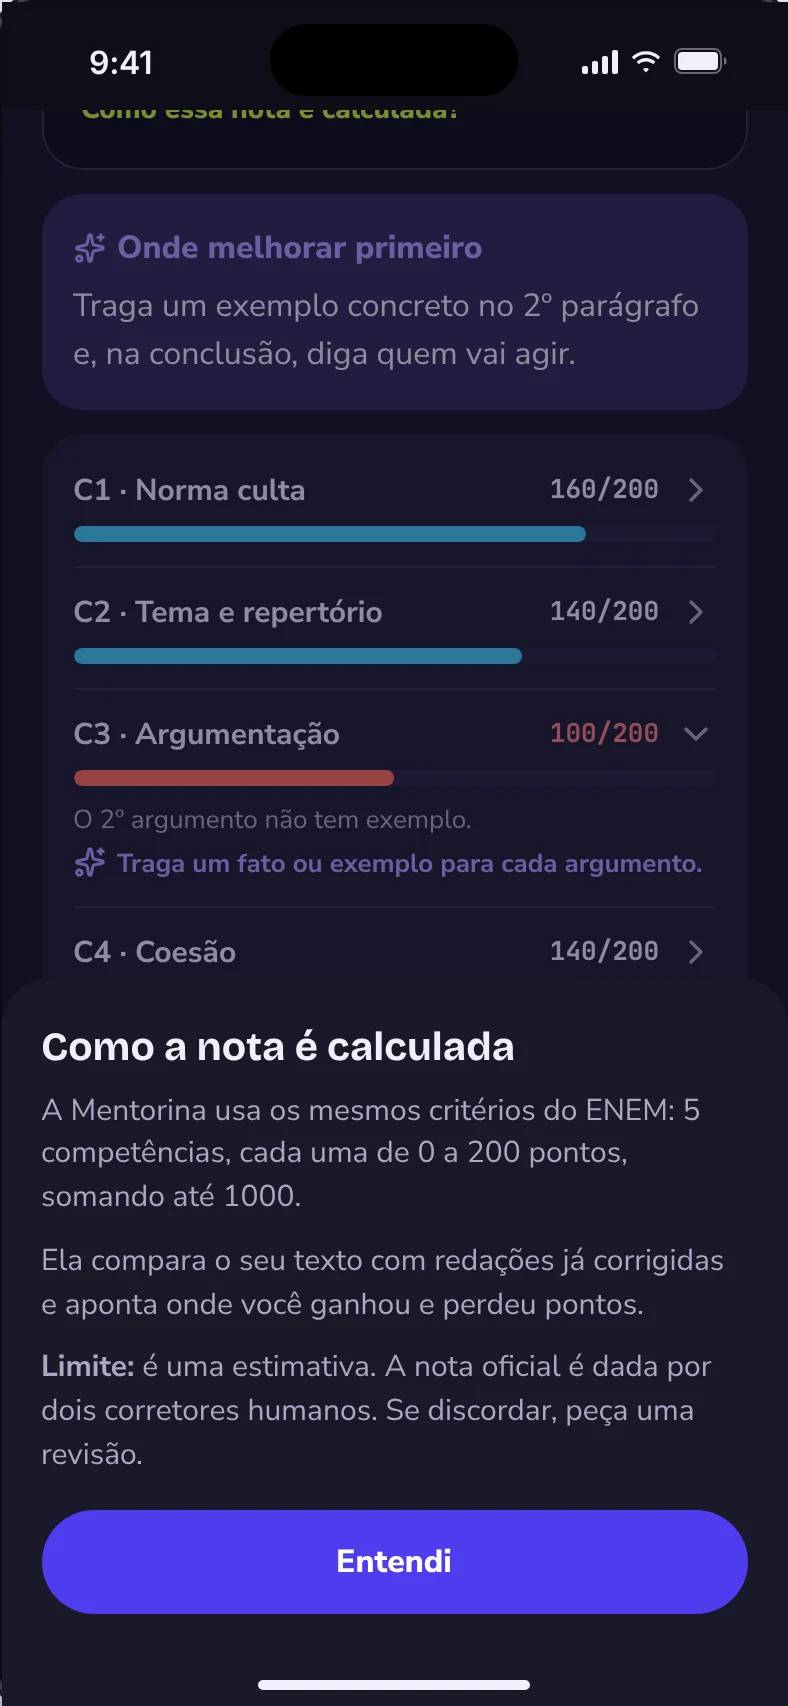 9:41
Como essa nota é calculada?
Onde melhorar primeiro
Traga um exemplo concreto no 2º parágrafo
e, na conclusão, diga quem vai agir.
C1 · Norma culta 160/200
C2 · Tema e repertório 140/200
C3 · Argumentação 100/200
O 2º argumento não tem exemplo.
Traga um fato ou exemplo para cada argumento.
C4 · Coesão 140/200
Como a nota é calculada
A Mentorina usa os mesmos critérios do ENEM: 5
competências, cada uma de 0 a 200 pontos,
somando até 1000.
Ela compara o seu texto com redações já corrigidas
e aponta onde você ganhou e perdeu pontos.
Limite: é uma estimativa. A nota oficial é dada por
dois corretores humanos. Se discordar, peça uma
revisão.
Entendi